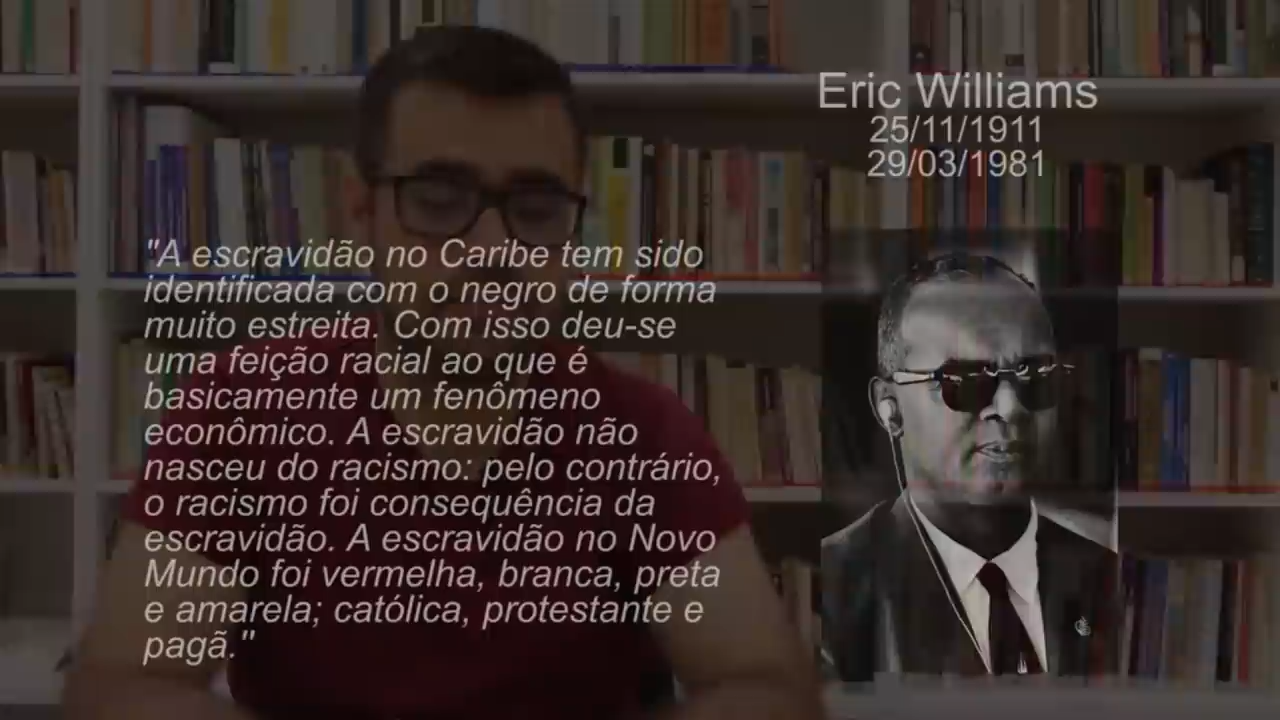 Eric Williams
25/11/1911
29/03/1981
"A escravidão no Caribe tem sido
identificada com o negro de forma
muito estreita. Com isso deu-se
uma feição racial ao que é
basicamente um fenômeno
econômico. A escravidão não
nasceu do racismo: pelo contrário,
o racismo foi consequência da
escravidão. A escravidão no Novo
Mundo foi vermelha, branca, preta
e amarela; católica, protestante e
pagã."